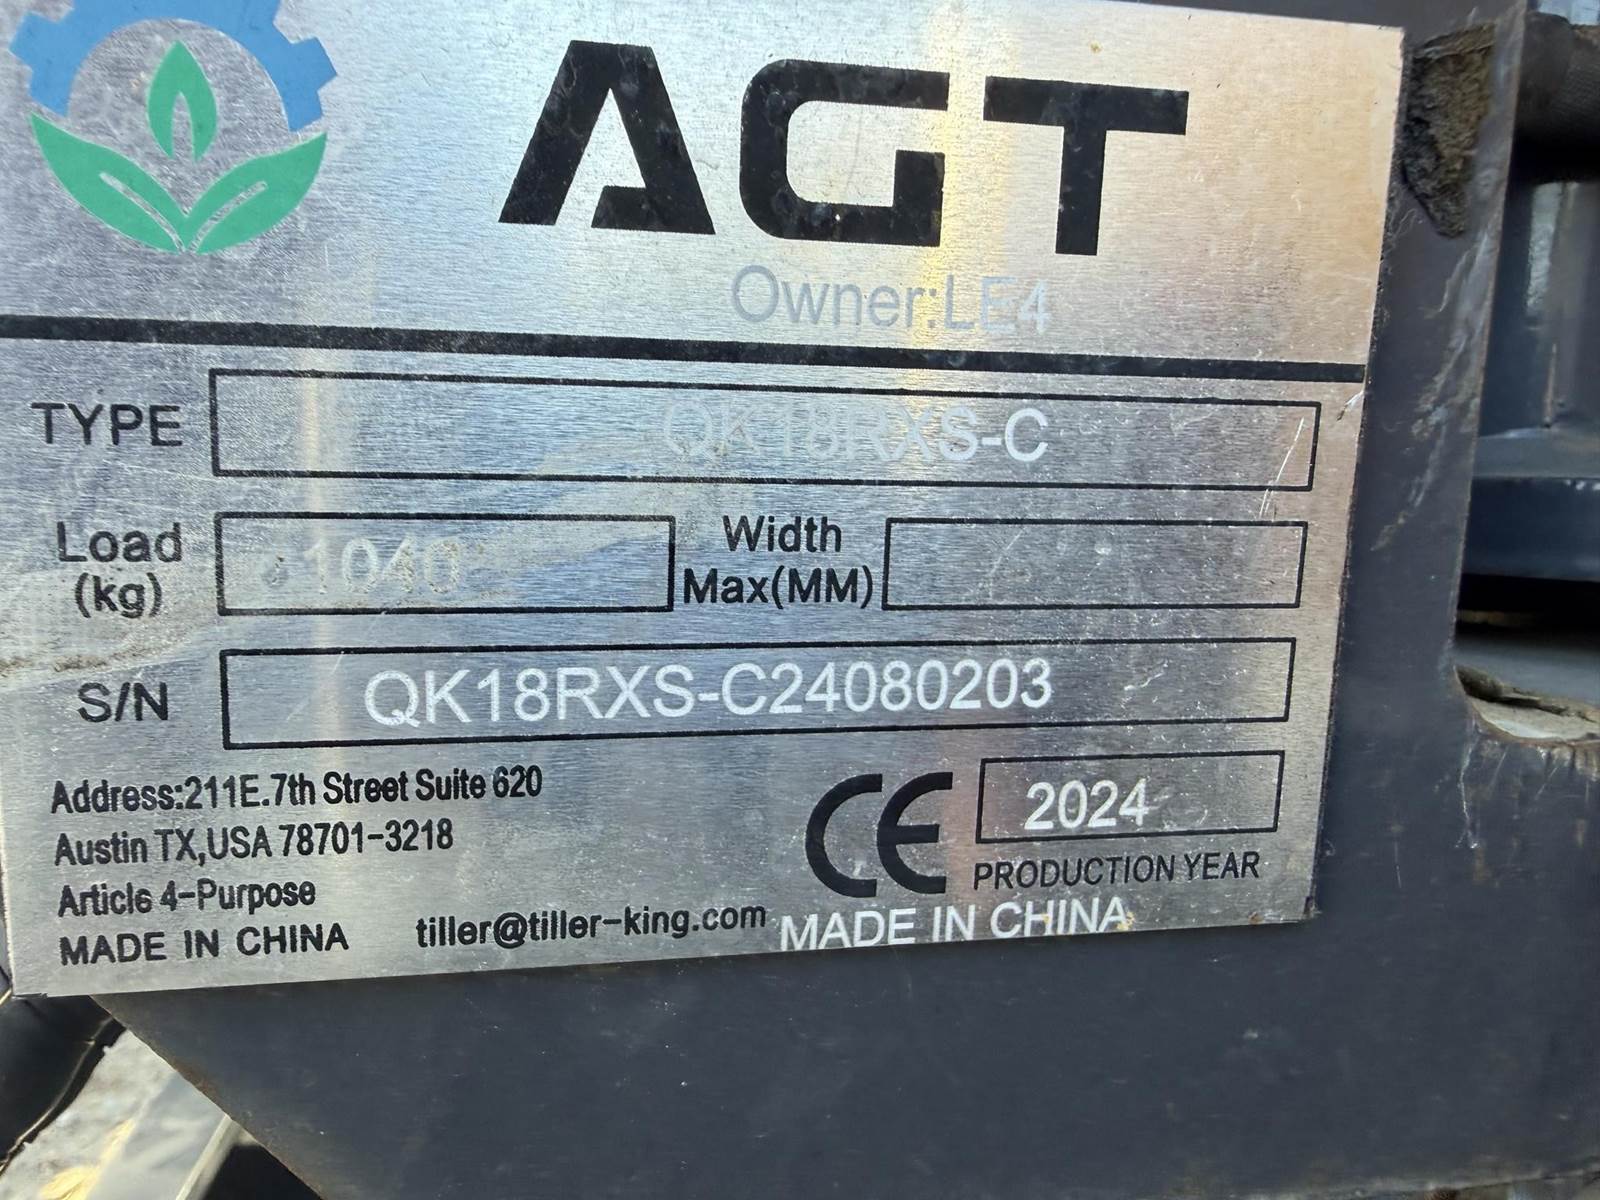 AGT
Owner:LE4
TYPE QK18RXS-C
Load (kg) 1040 Width Max(MM)
S/N QK18RXS-C24080203
Address:211E.7th Street Suite 620
Austin TX,USA 78701-3218
Article 4-Purpose
MADE IN CHINA
tiller@tiller-king.com
CE 2024
PRODUCTION YEAR
MADE IN CHINA